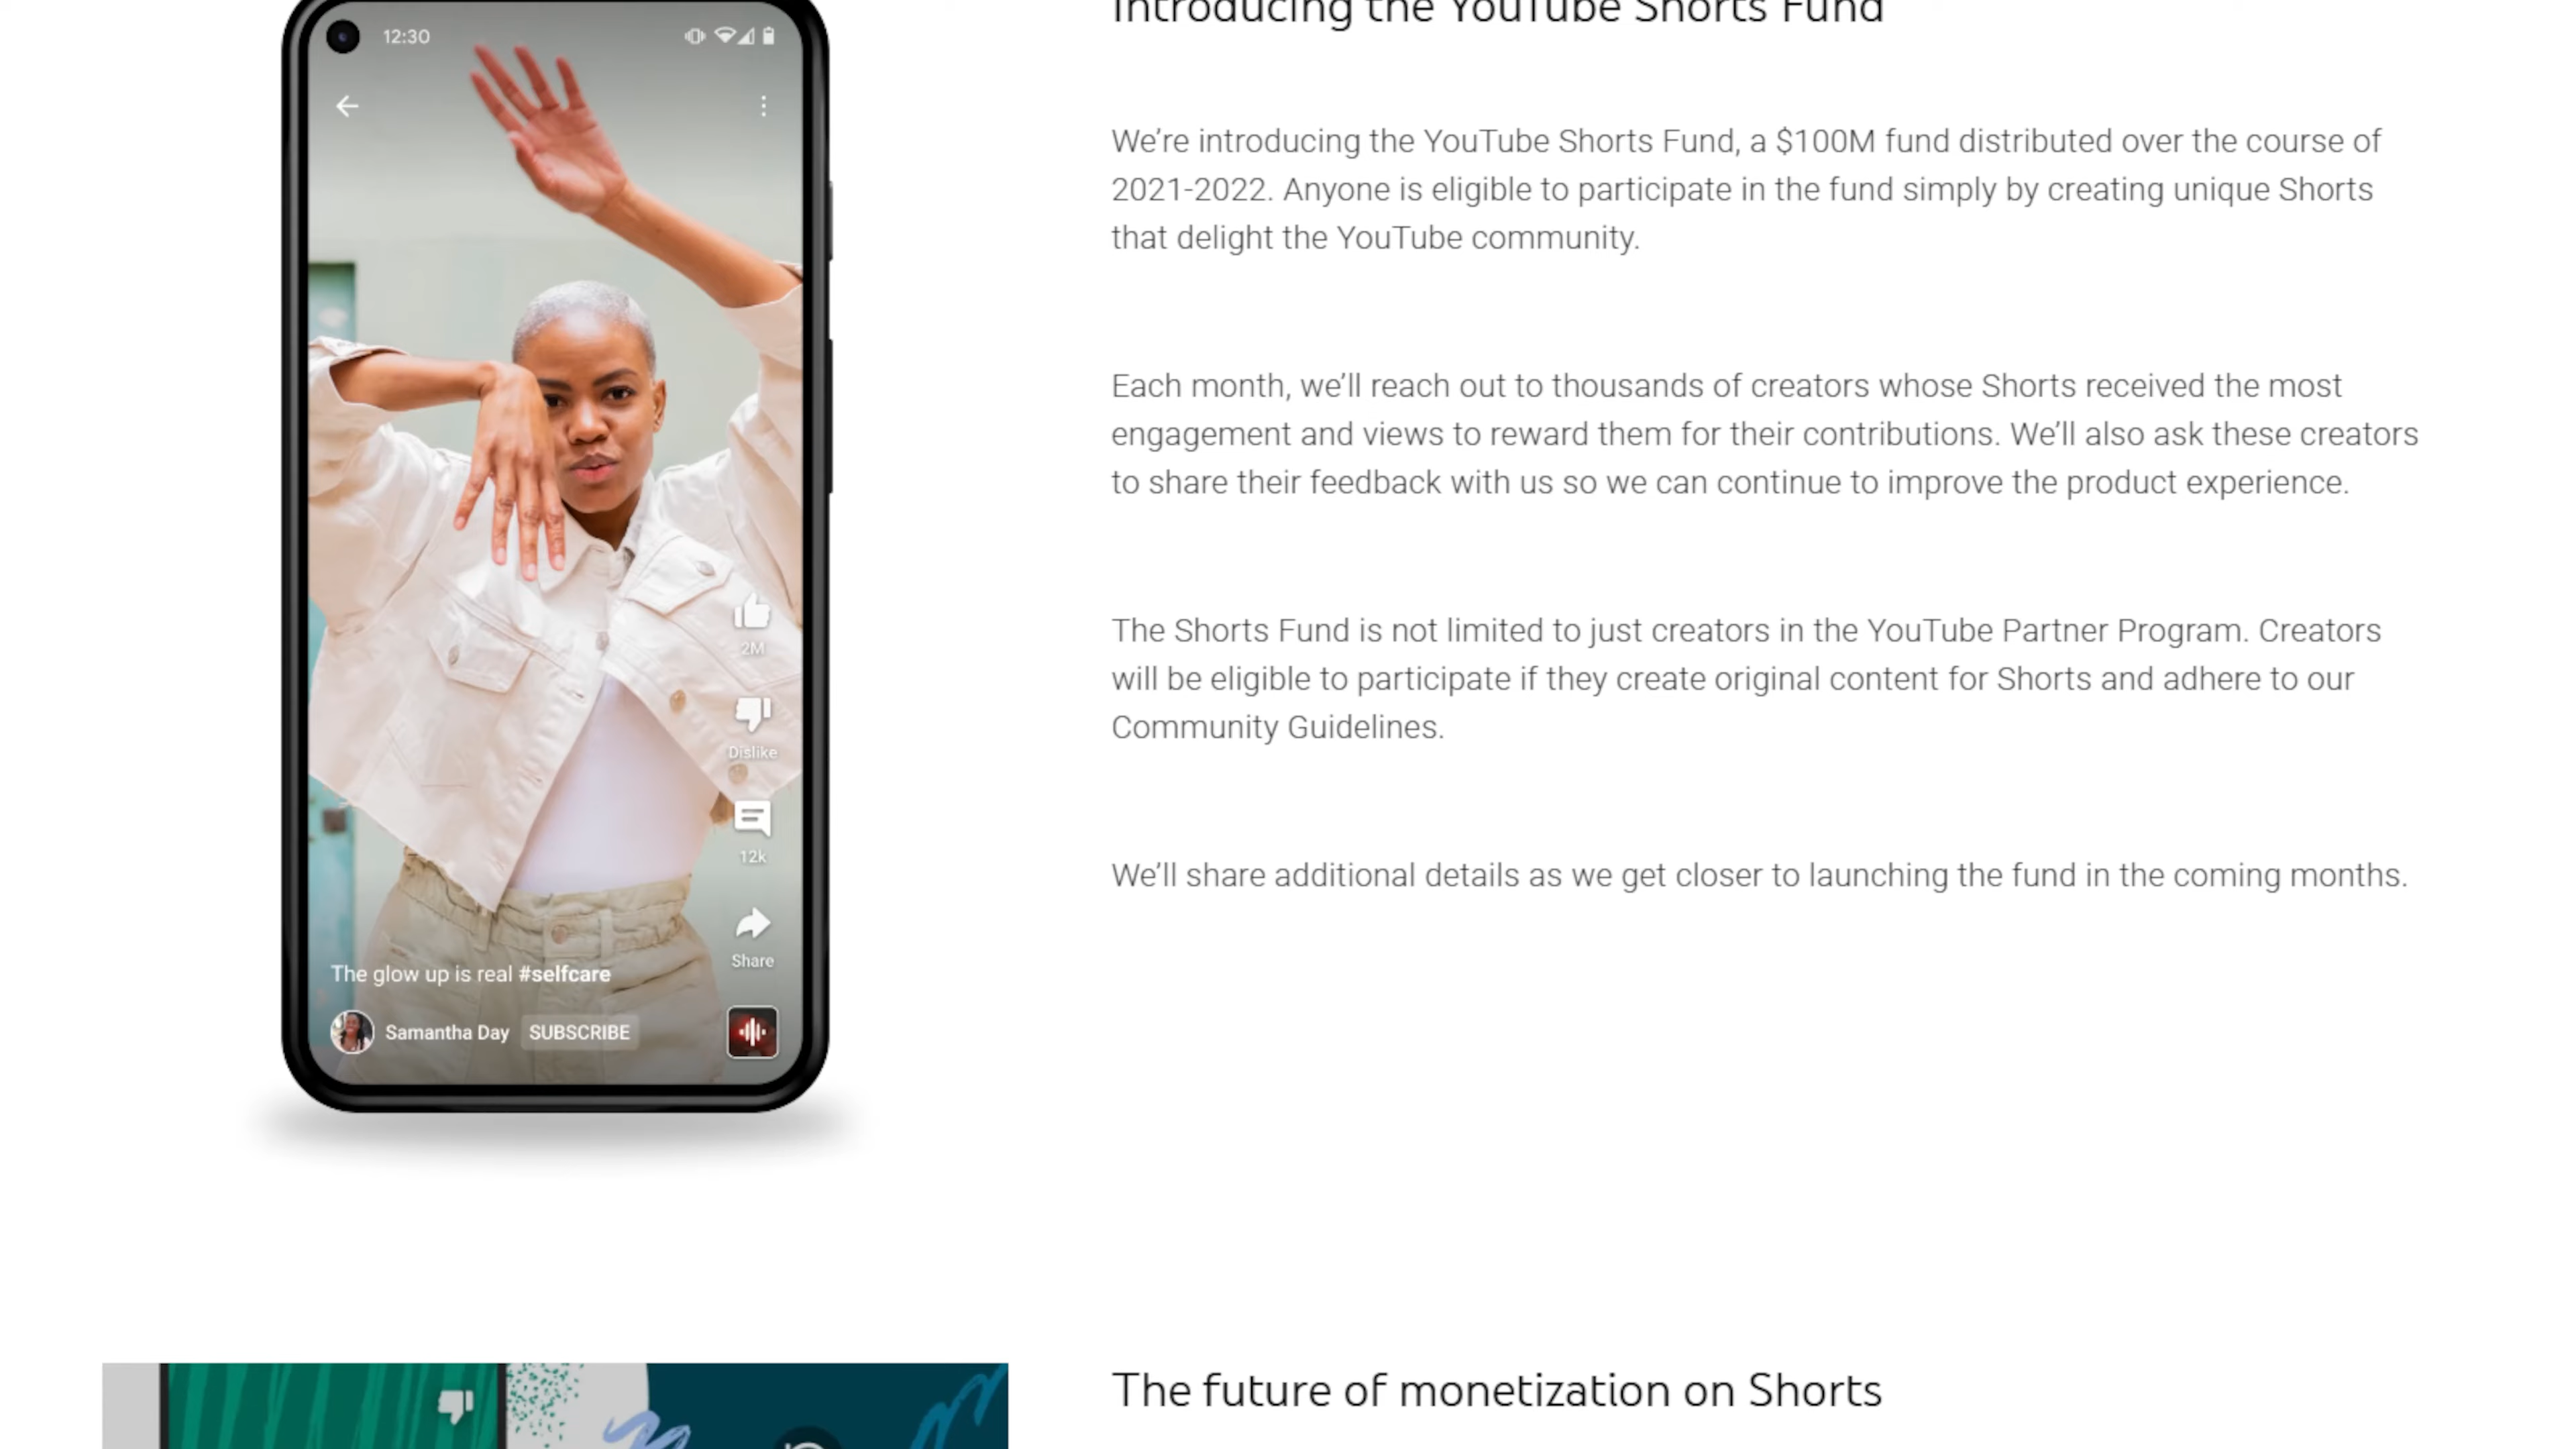 12:30
2M
Dislike
12k
Share
The glow up is real #selfcare
Samantha Day SUBSCRIBE
Introducing the YouTube Shorts Fund
We’re introducing the YouTube Shorts Fund, a $100M fund distributed over the course of
2021-2022. Anyone is eligible to participate in the fund simply by creating unique Shorts
that delight the YouTube community.
Each month, we’ll reach out to thousands of creators whose Shorts received the most
engagement and views to reward them for their contributions. We’ll also ask these creators
to share their feedback with us so we can continue to improve the product experience.
The Shorts Fund is not limited to just creators in the YouTube Partner Program. Creators
will be eligible to participate if they create original content for Shorts and adhere to our
Community Guidelines.
We’ll share additional details as we get closer to launching the fund in the coming months.
The future of monetization on Shorts